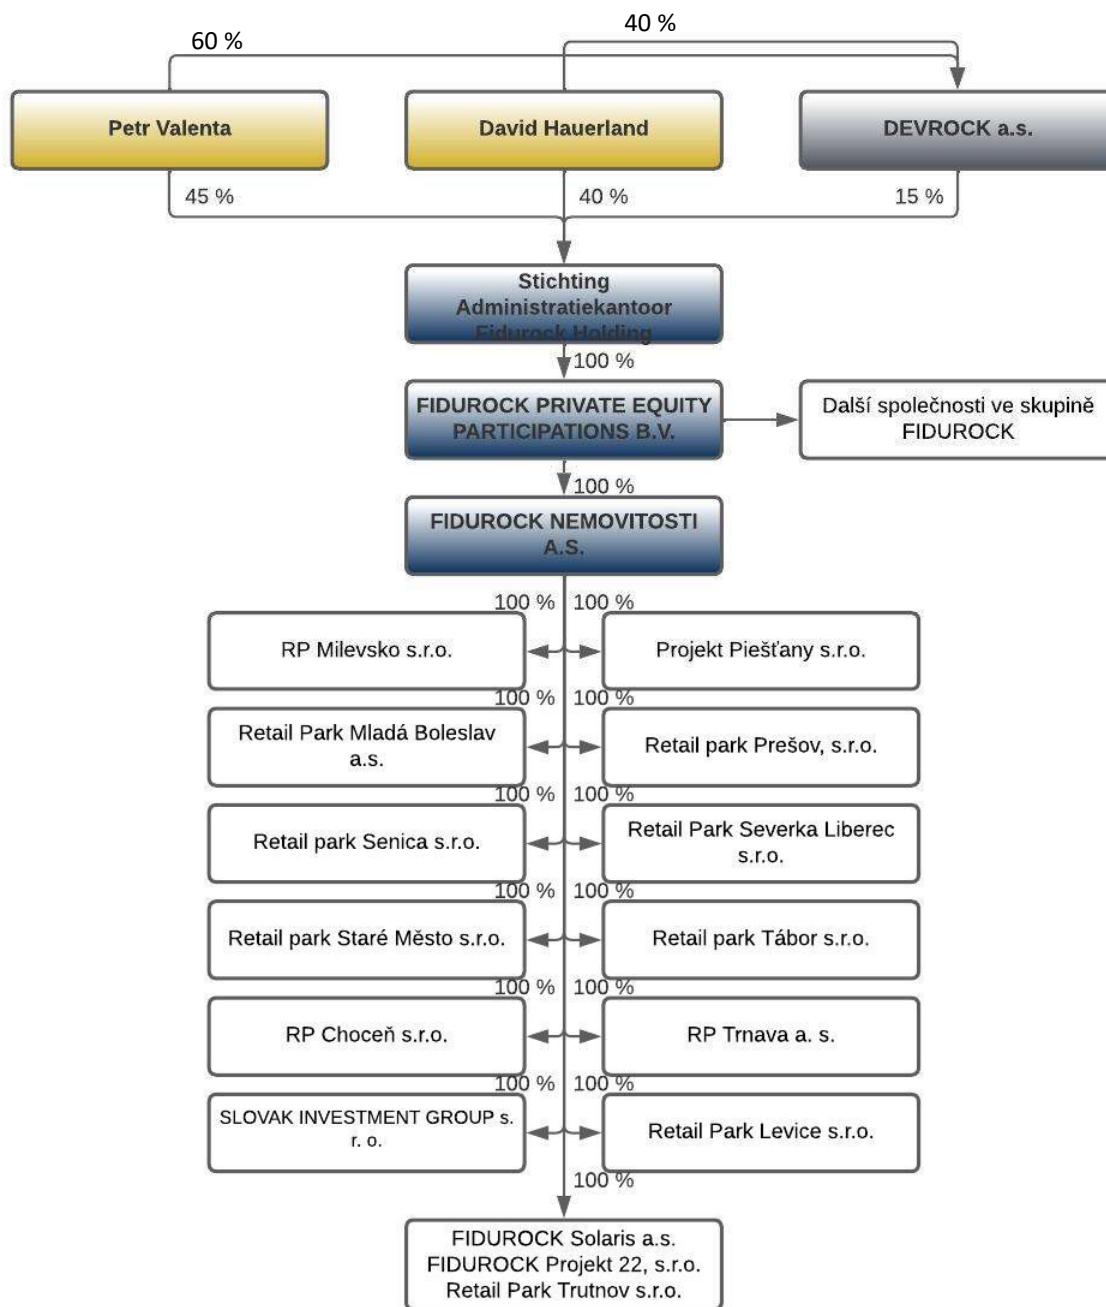 40 %
60 %
Petr Valenta
David Hauerland
DEVROCK a.s.
45 %
40 %
15 %
Stichting
Administratiekantoor
Fidurock Holding
100 %
FIDUROCK PRIVATE EQUITY
PARTICIPATIONS B.V.
Další společnosti ve skupině
FIDUROCK
100 %
FIDUROCK NEMOVITOSTI
A.S.
100 %
100 %
RP Milevsko s.r.o.
Projekt Piešťany s.r.o.
100 %
100 %
Retail Park Mladá Boleslav
a.s.
Retail park Prešov, s.r.o.
100 %
100 %
Retail park Senica s.r.o.
Retail Park Severka Liberec
s.r.o.
100 %
100 %
Retail park Staré Město s.r.o.
Retail park Tábor s.r.o.
100 %
100 %
RP Choceň s.r.o.
RP Trnava a. s.
100 %
100 %
SLOVAK INVESTMENT GROUP s.
r. o.
Retail Park Levice s.r.o.
100 %
FIDUROCK Solaris a.s.
FIDUROCK Projekt 22, s.r.o.
Retail Park Trutnov s.r.o.